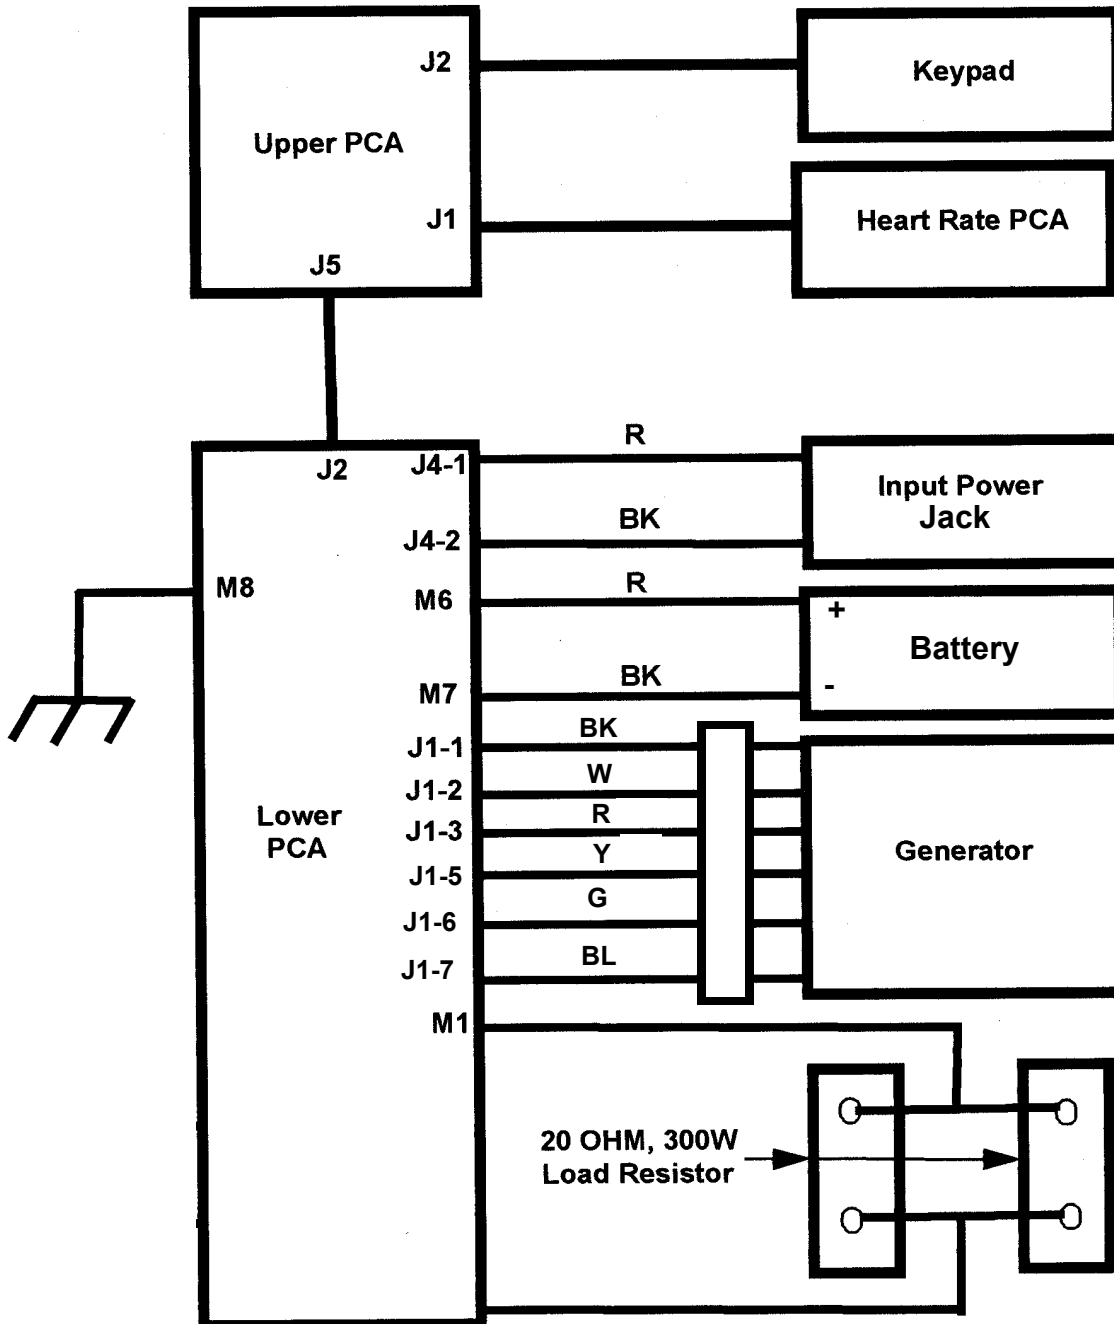 J2
Keypad
Upper PCA
J1
Heart Rate PCA
J5
R
J2
J4-1
Input Power
Jack
BK
J4-2
M8
R
M6
+
Battery
BK
M7
-
BK
J1-1
W
J1-2
R
Lower
PCA
J1-3
Y
Generator
J1-5
G
J1-6
BL
J1-7
M1
20 OHM, 300W
Load Resistor